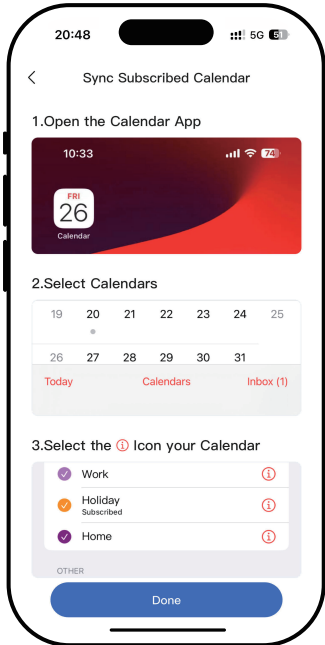 20:48 5G 51
Sync Subscribed Calendar
1.Open the Calendar App
10:33 74
FRI
26
Calendar
2.Select Calendars
19 20 21 22 23 24 25
26 27 28 29 30 31
Today Calendars Inbox (1)
3.Select the ⓘ Icon your Calendar
Work
Holiday
Subscribed
Home
OTHER
Done